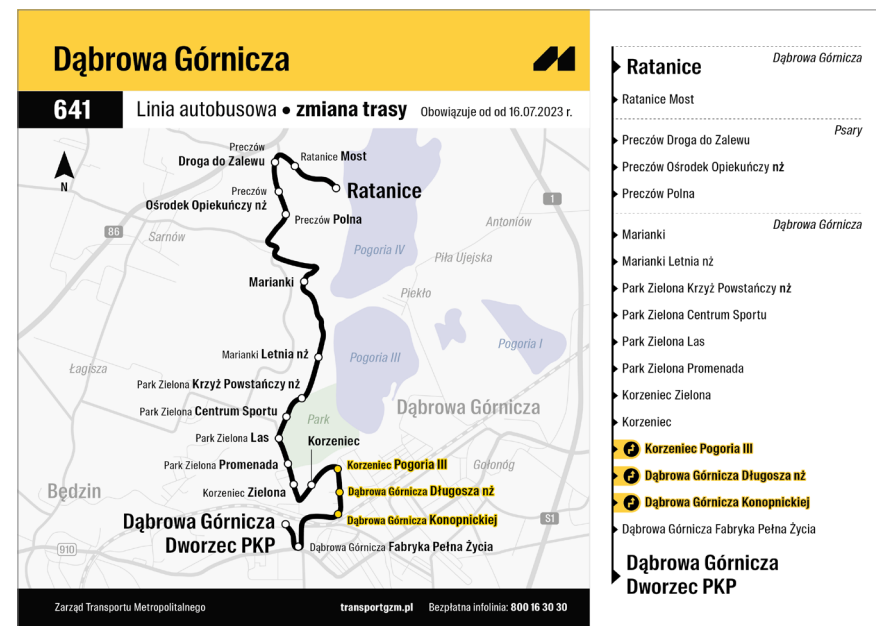 Dąbrowa Górnicza
641
Linia autobusowa • zmiana trasy
Obowiązuje od od 16.07.2023 r.
N
Preczów
Droga do Zalewu
Ratanice Most
Ratanice
Preczów
Ośrodek Opiekuńczy nż
Preczów Polna
1
86
Sarnów
Antoniów
Pogoria IV
Piła Ujejska
Marianki
Piekło
Marianki Letnia nż
Pogoria III
Pogoria I
Łagisza
Park Zielona Krzyż Powstańczy nż
Park Zielona Centrum Sportu
Park
Dąbrowa Górnicza
Park Zielona Las
Korzeniec
Park Zielona Promenada
Korzeniec Pogoria III
Gołonóg
Korzeniec Zielona
Dąbrowa Górnicza Długosza nż
Będzin
Dąbrowa Górnicza Konopnickiej
S1
Dąbrowa Górnicza
Dworzec PKP
Dąbrowa Górnicza Fabryka Pełna Życia
910
Zarząd Transportu Metropolitalnego
transportgzm.pl
Bezpłatna infolinia: 800 16 30 30
Dąbrowa Górnicza
Ratanice
Ratanice Most
Psary
Preczów Droga do Zalewu
Preczów Ośrodek Opiekuńczy nż
Preczów Polna
Dąbrowa Górnicza
Marianki
Marianki Letnia nż
Park Zielona Krzyż Powstańczy nż
Park Zielona Centrum Sportu
Park Zielona Las
Park Zielona Promenada
Korzeniec Zielona
Korzeniec
Korzeniec Pogoria III
Dąbrowa Górnicza Długosza nż
Dąbrowa Górnicza Konopnickiej
Dąbrowa Górnicza Fabryka Pełna Życia
Dąbrowa Górnicza
Dworzec PKP